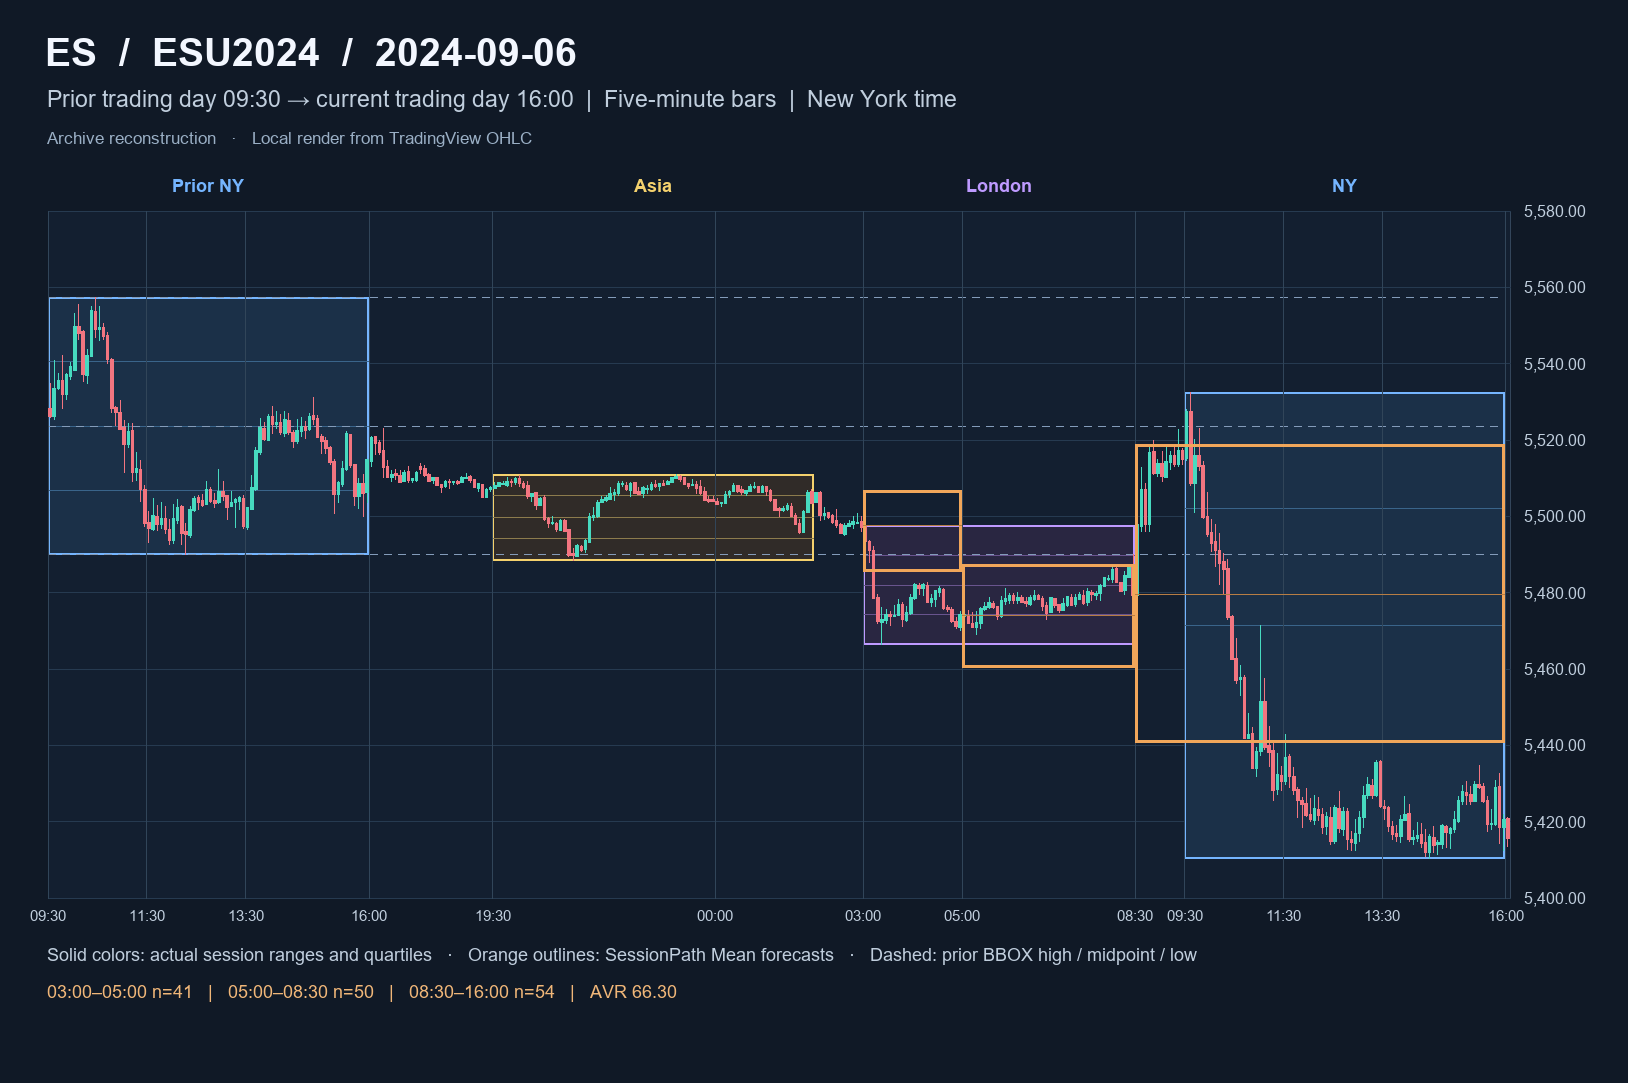 ES / ESU2024 / 2024-09-06
Prior trading day 09:30 → current trading day 16:00 | Five-minute bars | New York time
Archive reconstruction · Local render from TradingView OHLC
Prior NY Asia London NY
5,580.00
5,560.00
5,540.00
5,520.00
5,500.00
5,480.00
5,460.00
5,440.00
5,420.00
5,400.00
09:30 11:30 13:30 16:00 19:30 00:00 03:00 05:00 08:30 09:30 11:30 13:30 16:00
Solid colors: actual session ranges and quartiles · Orange outlines: SessionPath Mean forecasts · Dashed: prior BBOX high / midpoint / low
03:00–05:00 n=41 | 05:00–08:30 n=50 | 08:30–16:00 n=54 | AVR 66.30